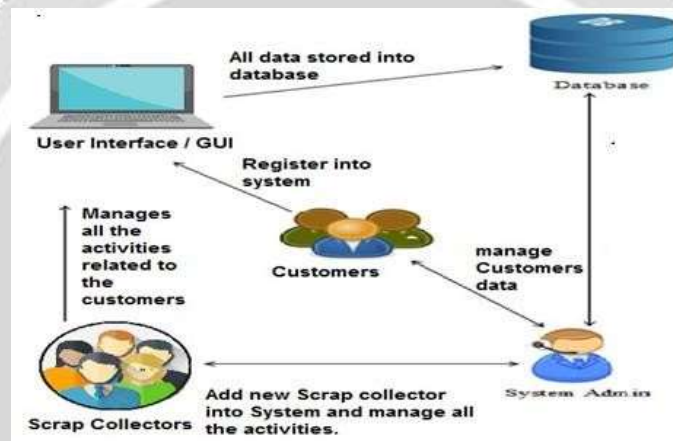 All data stored into
database
Database
User Interface / GUI
Register into
system
Manages
all the
activities
related to
the
customers
Customers
manage
Customers
data
Scrap Collectors
Add new Scrap collector
into System and manage all
the activities.
System Admin